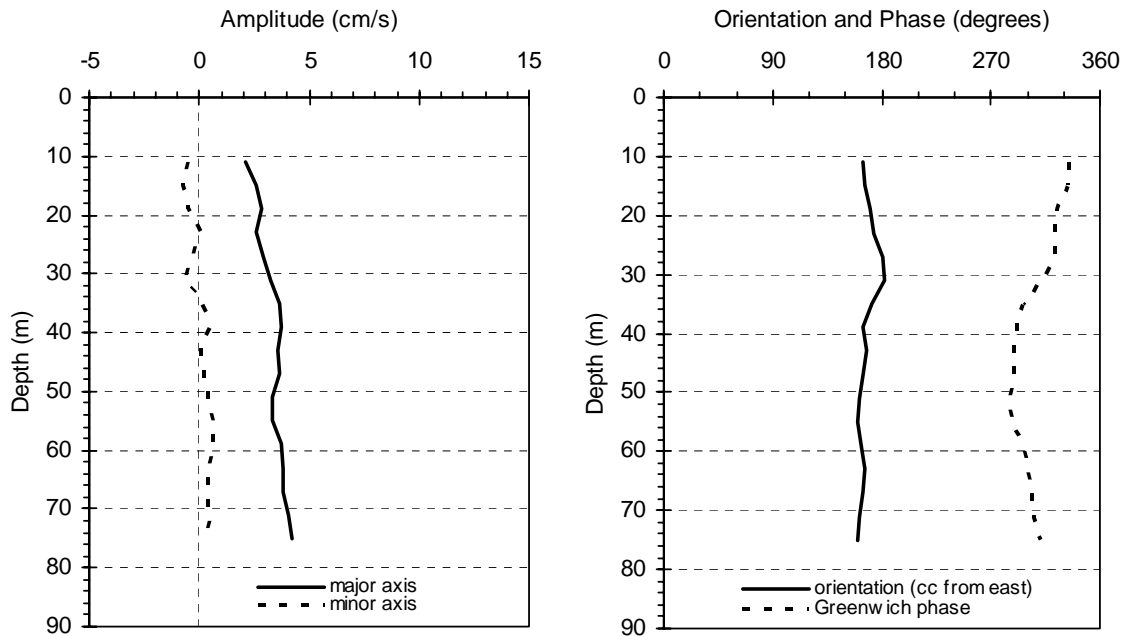 Amplitude (cm/s)
-5 0 5 10 15
0
10
20
30
40
50
60
70
80
90
Depth (m)
major axis
minor axis
Orientation and Phase (degrees)
0 90 180 270 360
0
10
20
30
40
50
60
70
80
90
Depth (m)
orientation (cc from east)
Greenwich phase